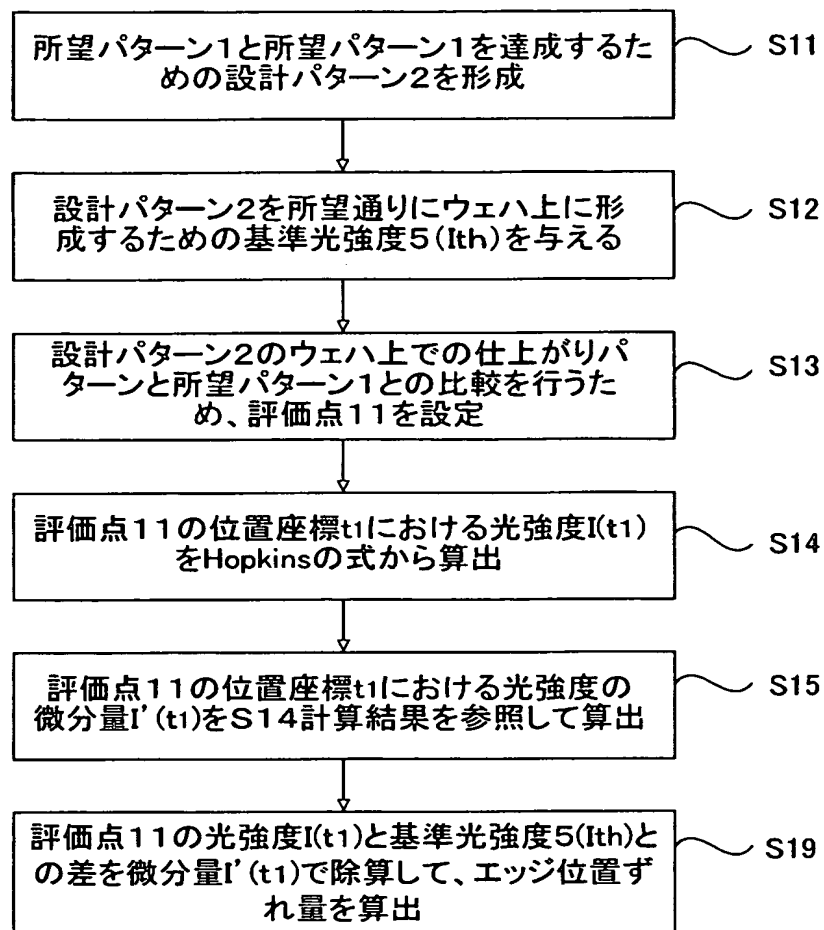 所望パターン1と所望パターン1を達成するた
めの設計パターン2を形成
S11
設計パターン2を所望通りにウェハ上に形
成するための基準光強度5(Ith)を与える
S12
設計パターン2のウェハ上での仕上がりパ
ターンと所望パターン1との比較を行うた
め、評価点11を設定
S13
評価点11の位置座標t1における光強度I(t1)
をHopkinsの式から算出
S14
評価点11の位置座標t1における光強度の
微分量I'(t1)をS14計算結果を参照して算出
S15
評価点11の光強度I(t1)と基準光強度5(Ith)と
の差を微分量I'(t1)で除算して、エッジ位置ず
れ量を算出
S19